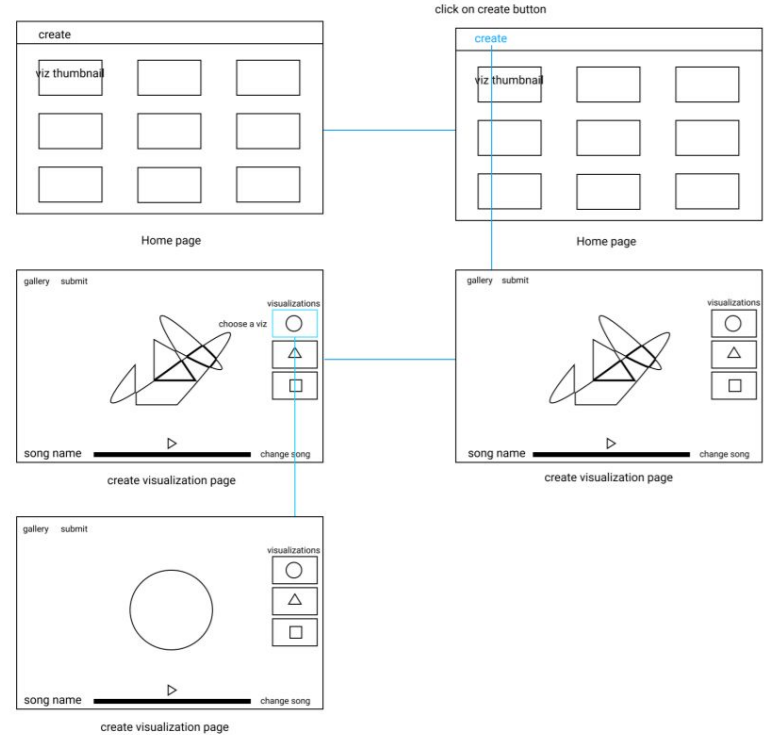 click on create button
create
viz thumbnail
Home page
create
viz thumbnail
Home page
gallery submit
visualizations
choose a viz
song name
change song
create visualization page
gallery submit
visualizations
song name
change song
create visualization page
gallery submit
visualizations
song name
change song
create visualization page